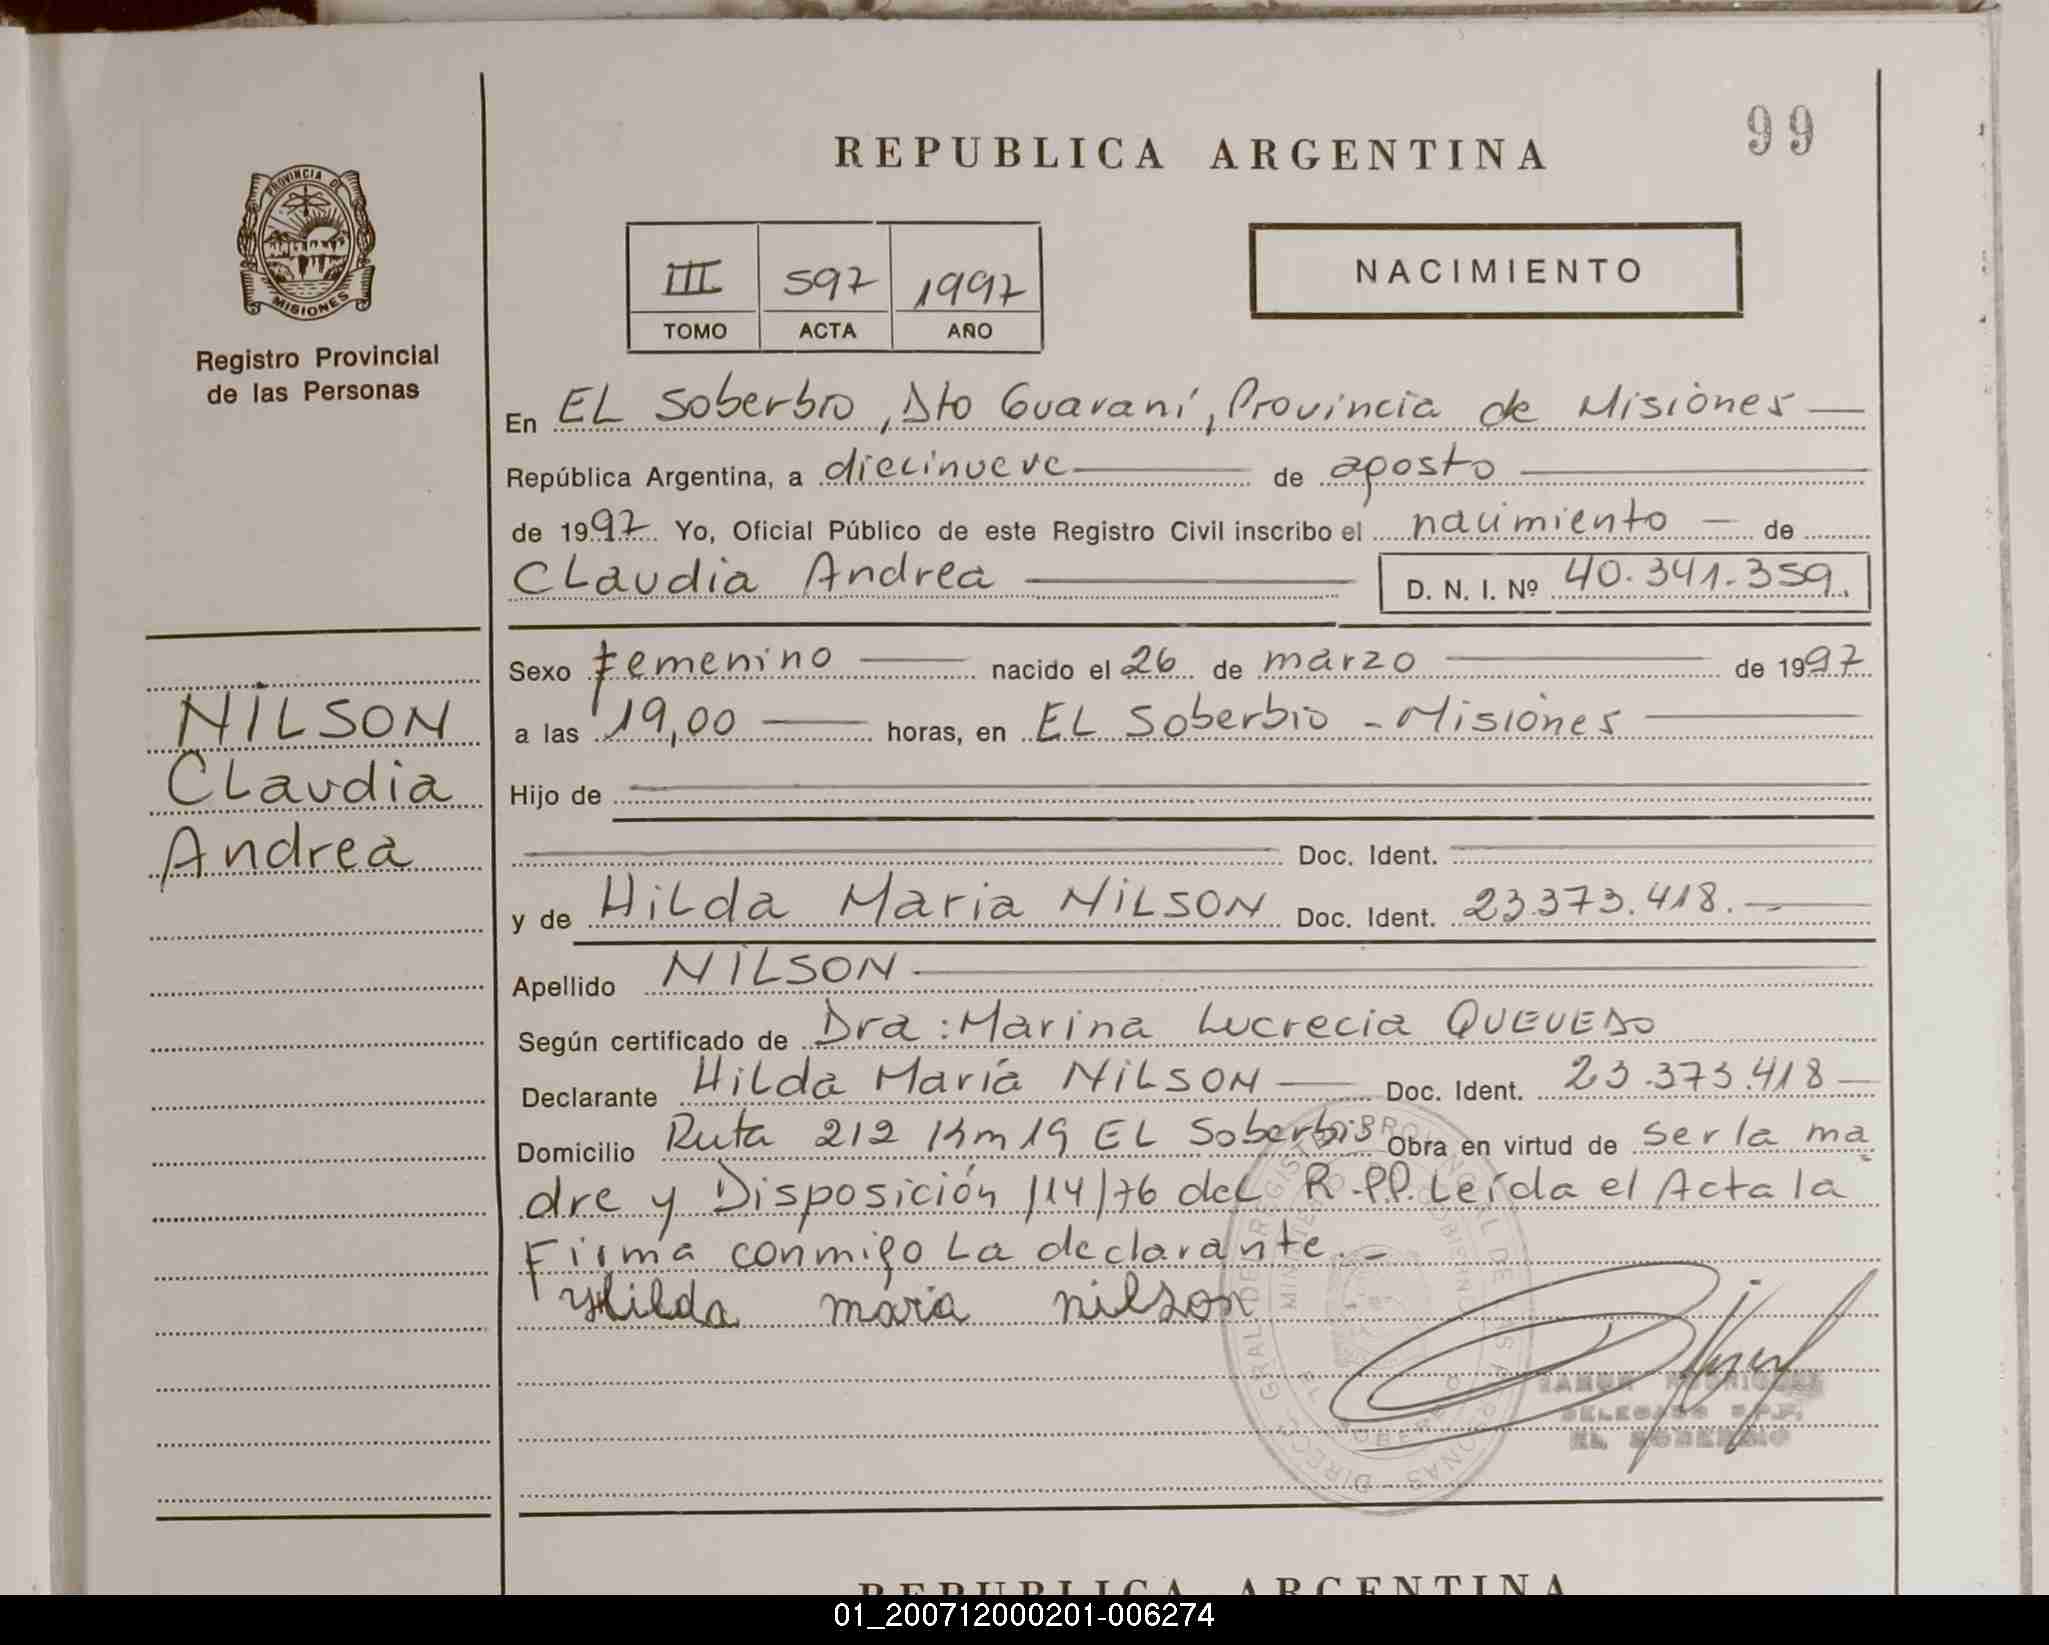 99
REPUBLICA ARGENTINA
PROVINCIA DE
MISIONES
Registro Provincial
de las Personas
III 597 1997
TOMO ACTA AÑO
NACIMIENTO
En EL Soberbio, Dto Guaraní, Provincia de Misiones
República Argentina, a diecinueve de agosto
de 1997 Yo, Oficial Público de este Registro Civil inscribo el nacimiento de
CLaudia Andrea D. N. I. Nº 40.341.359.
Sexo Femenino nacido el 26 de marzo de 1997
a las 19,00 horas, en EL Soberbio - Misiones
Hijo de
Doc. Ident.
y de HiLda Maria NiLSON Doc. Ident. 23.373.418.
Apellido NILSON
Según certificado de Dra: Marina Lucrecia QUEVEDO
Declarante HiLda María NiLSON Doc. Ident. 23.373.418
Domicilio Ruta 212 Km 19 EL Soberbio Obra en virtud de ser la ma
dre y Disposición 114/76 del R.P.P. Leída el Acta la
Firma conmigo La declarante.-
Hilda maria nilson
NILSON
CLaudia
Andrea
RAMON RODRIGUEZ
DELEGADO R.P.P.
EL SOBERBIO
REPUBLICA ARGENTINA
01_200712000201-006274